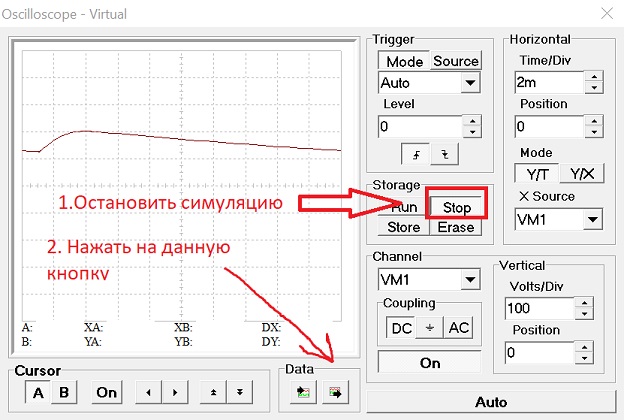 Oscilloscope - Virtual
Trigger
Mode Source
Auto
Level
0
Horizontal
Time/Div
2m
Position
0
Mode
Y/T Y/X
X Source
VM1
1.Остановить симуляцию
2. Нажать на данную
кнопку
Storage
Run Stop
Store Erase
Channel
VM1
Coupling
DC AC
On
Vertical
Volts/Div
100
Position
0
A: XA: XB: DX:
B: YA: YB: DY:
Cursor
A B On
Data
Auto